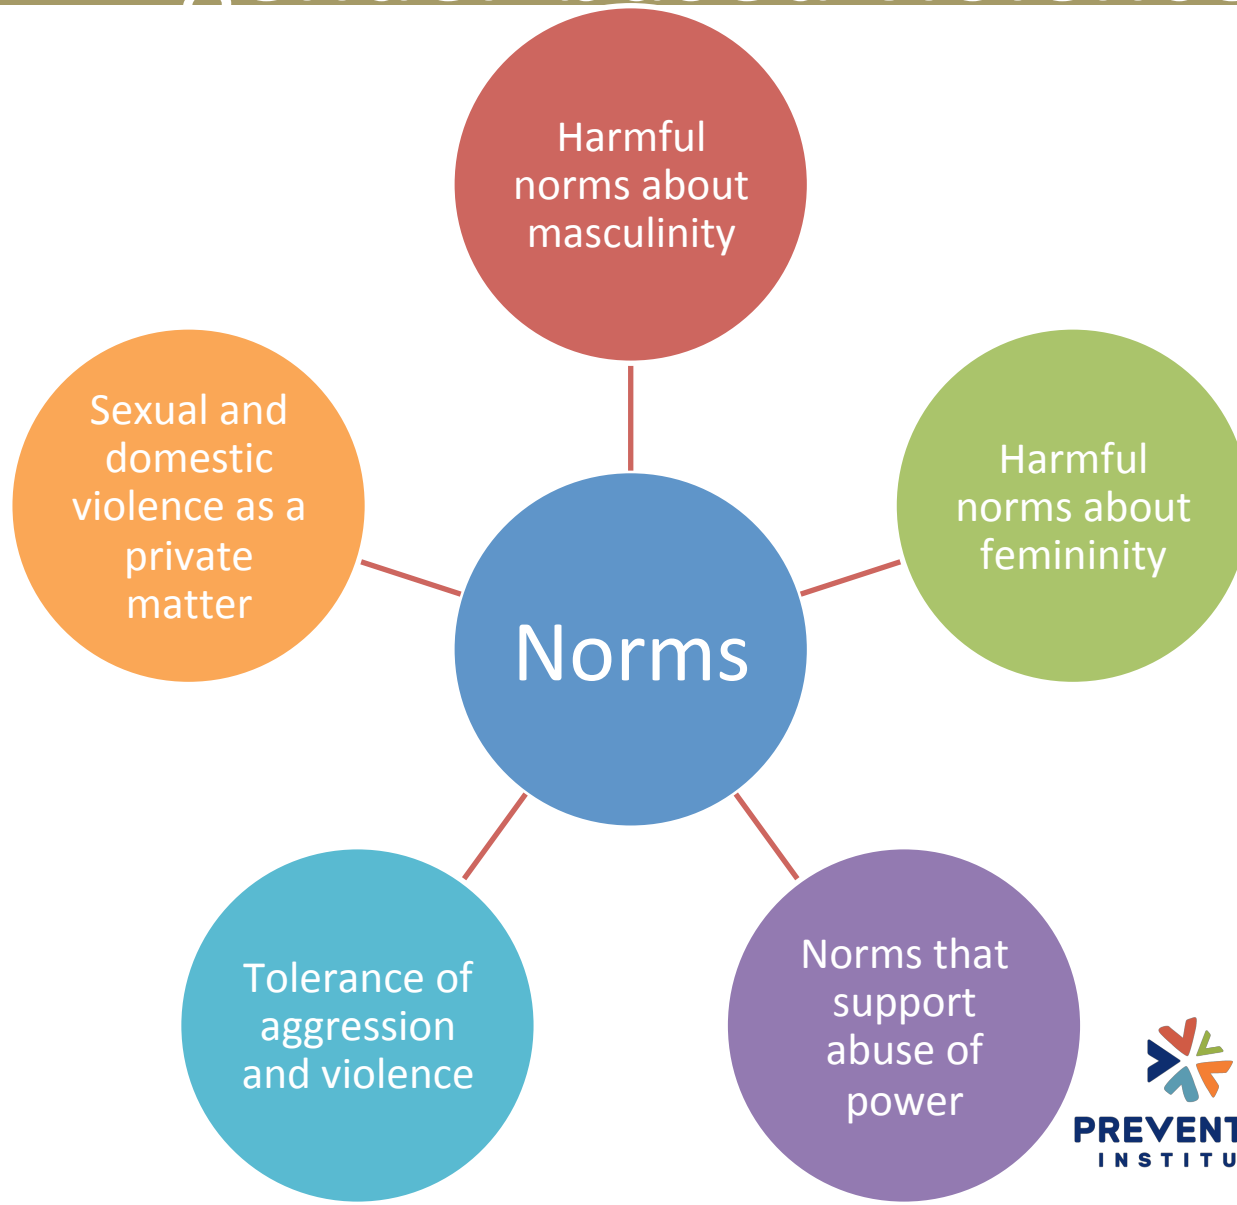 Harmful
norms about
masculinity
Sexual and
domestic
violence as a
private
matter
Harmful
norms about
femininity
Norms
Tolerance of
aggression
and violence
Norms that
support
abuse of
power
PREVENT
INSTITU